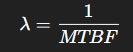 λ = 1/MTBF